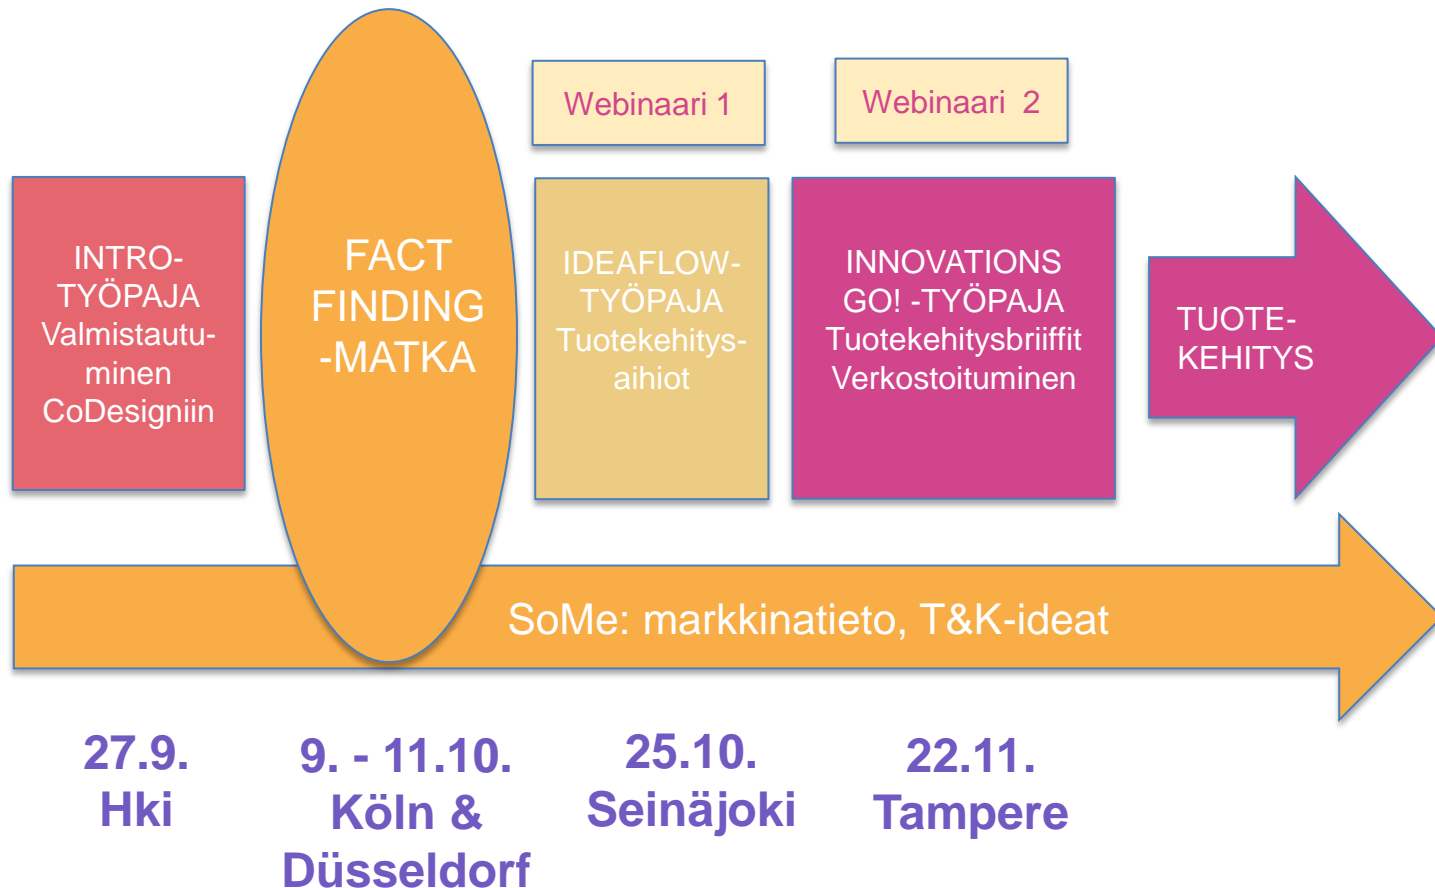 Webinaari 1
Webinaari 2
INTRO-
TYÖPAJA
Valmistautu-
minen
CoDesigniin
FACT
FINDING
-MATKA
IDEAFLOW-
TYÖPAJA
Tuotekehitys-
aihiot
INNOVATIONS
GO! -TYÖPAJA
Tuotekehitysbriiffit
Verkostoituminen
TUOTE-
KEHITYS
SoMe: markkinatieto, T&K-ideat
27.9.
Hki
9. - 11.10.
Köln &
Düsseldorf
25.10.
Seinäjoki
22.11.
Tampere